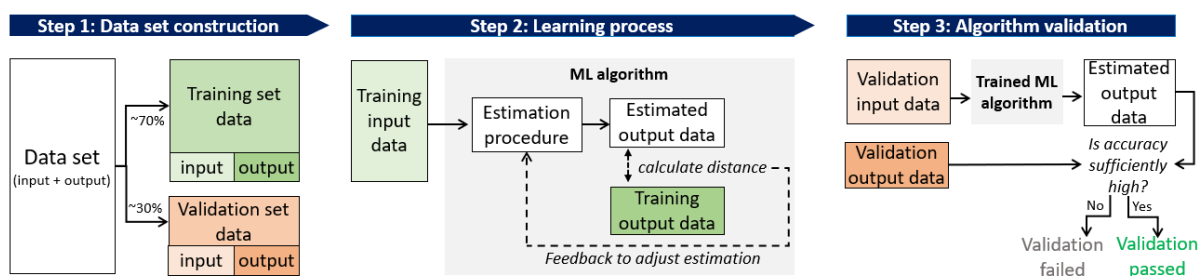 Step 1: Data set construction
Step 2: Learning process
Step 3: Algorithm validation
Data set
(input + output)
~70%
~30%
Training set
data
input
output
Validation set
data
input
output
Training
input
data
ML algorithm
Estimation
procedure
Estimated
output data
calculate distance
Training
output data
Feedback to adjust estimation
Validation
input data
Trained ML
algorithm
Estimated
output
data
Validation
output data
Is accuracy
sufficiently
high?
No
Yes
Validation
failed
Validation
passed